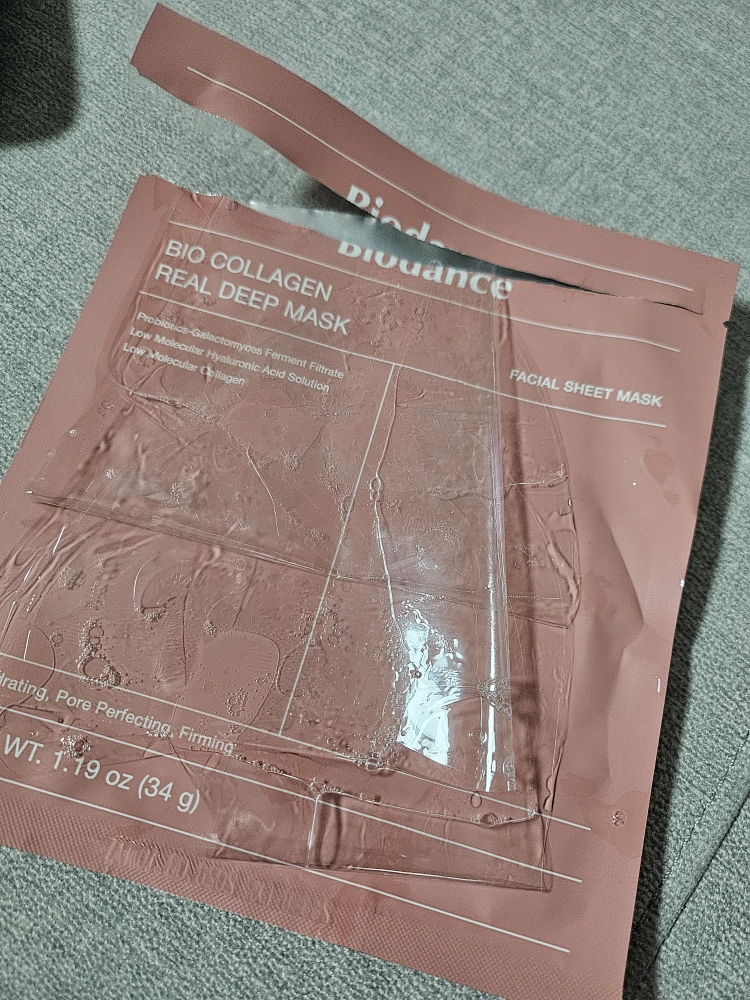 Biodance
BIO COLLAGEN
REAL DEEP MASK
Probiotics-Galactomyces Ferment Filtrate
Low Molecular Hyaluronic Acid Solution
Low Molecular Collagen
FACIAL SHEET MASK
drating, Pore Perfecting, Firming
WT. 1.19 oz (34 g)